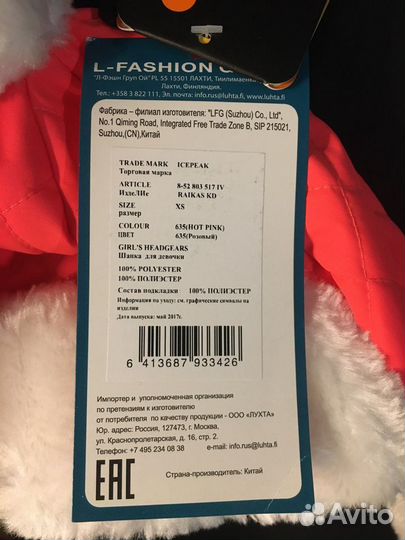 L-FASHION G
"Л-Фэшн Груп Ой" PL 55 15501 ЛАХТИ,
Лахти, Финляндия.
Тел.: +358 3 822 111, Эл. почта: info.rus@luhta.fi, www.luhta.fi
Фабрика – филиал изготовителя: "LFG (Suzhou) Co., Ltd",
No.1 Qiming Road, Integrated Free Trade Zone B, SIP 215021,
Suzhou,(CN),Китай
TRADE MARK ICEPEAK
Торговая марка
ARTICLE 8-52 803 517 IV
ИздеЛИе RAIKAS KD
SIZE XS
размер
COLOUR 635(HOT PINK)
ЦВЕТ 635(Розовый)
GIRL'S HEADGEARS
Шапка для девочки
100% POLYESTER
100% ПОЛИЭСТЕР
Состав подкладки 100% ПОЛИЭСТЕР
Информация по уходу: см. графические символы на
изделии
Дата выпуска: май 2017г.
6 413687 933426
Импортер и уполномоченная организация
по претензиям к изготовителю
от потребителя по качеству продукции - ООО «ЛУХТА»
Юр. адрес: Россия, 127473, г. Москва,
ул. Краснопролетарская, д. 16, стр. 2.
Телефон: +7 495 234 08 38 e-mail: info.rus@luhta.fi
EAC
Страна-производитель: Китай
Avito